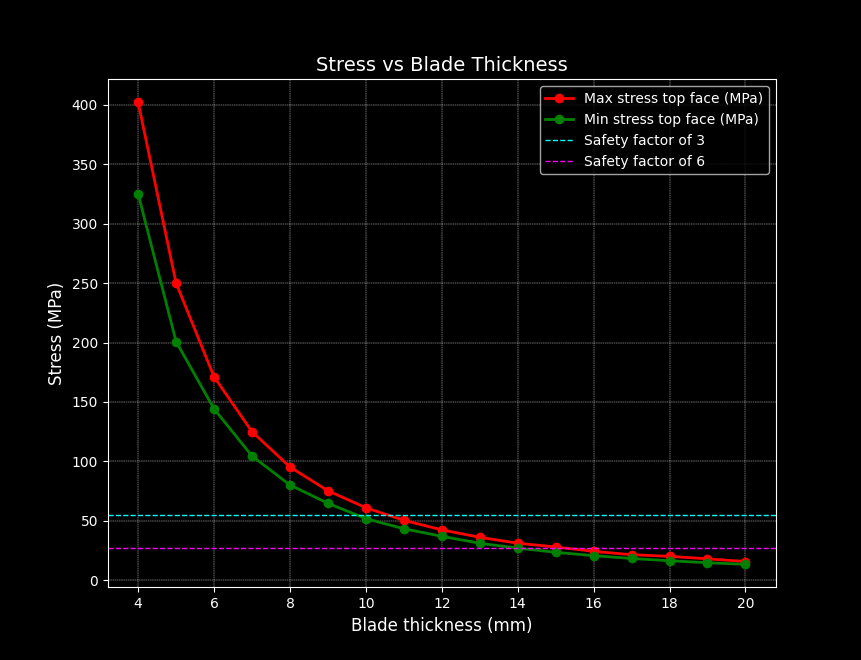 Stress vs Blade Thickness
Max stress top face (MPa)
Min stress top face (MPa)
Safety factor of 3
Safety factor of 6
Stress (MPa)
400
350
300
250
200
150
100
50
0
4 6 8 10 12 14 16 18 20
Blade thickness (mm)